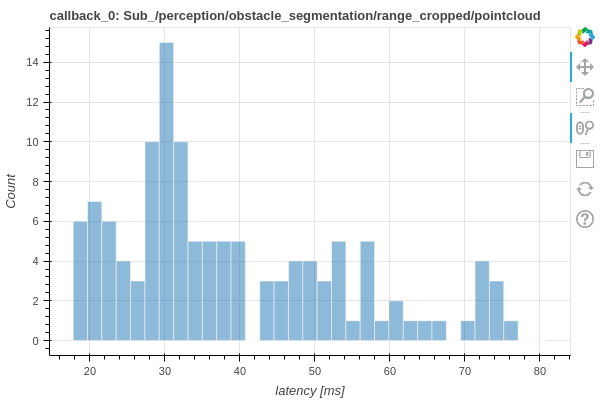 callback_0: Sub_/perception/obstacle_segmentation/range_cropped/pointcloud
14
12
10
8
6
4
2
0
Count
20 30 40 50 60 70 80
latency [ms]